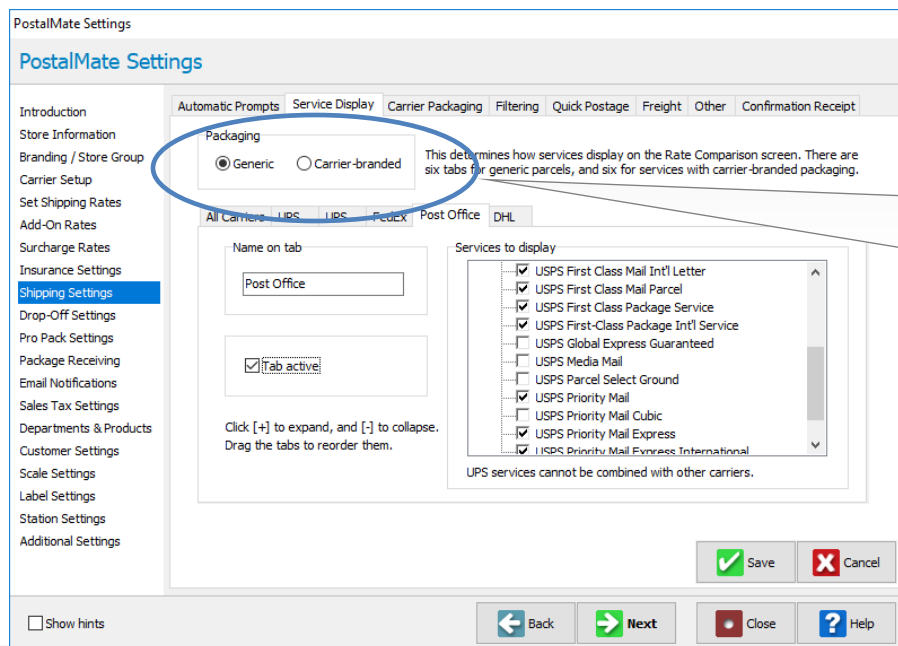 PostalMate Settings
PostalMate Settings
Introduction
Store Information
Branding / Store Group
Carrier Setup
Set Shipping Rates
Add-On Rates
Surcharge Rates
Insurance Settings
Shipping Settings
Drop-Off Settings
Pro Pack Settings
Package Receiving
Email Notifications
Sales Tax Settings
Departments & Products
Customer Settings
Scale Settings
Label Settings
Station Settings
Additional Settings
Automatic Prompts Service Display Carrier Packaging Filtering Quick Postage Freight Other Confirmation Receipt
Packaging
Generic Carrier-branded
This determines how services display on the Rate Comparison screen. There are
six tabs for generic parcels, and six for services with carrier-branded packaging.
All Carriers UPS UPS FedEx Post Office DHL
Name on tab
Post Office
Tab active
Click [+] to expand, and [-] to collapse.
Drag the tabs to reorder them.
Services to display
USPS First Class Mail Int'l Letter
USPS First Class Mail Parcel
USPS First Class Package Service
USPS First-Class Package Int'l Service
USPS Global Express Guaranteed
USPS Media Mail
USPS Parcel Select Ground
USPS Priority Mail
USPS Priority Mail Cubic
USPS Priority Mail Express
USPS Priority Mail Express International
UPS services cannot be combined with other carriers.
Save Cancel
Show hints
Back Next Close Help